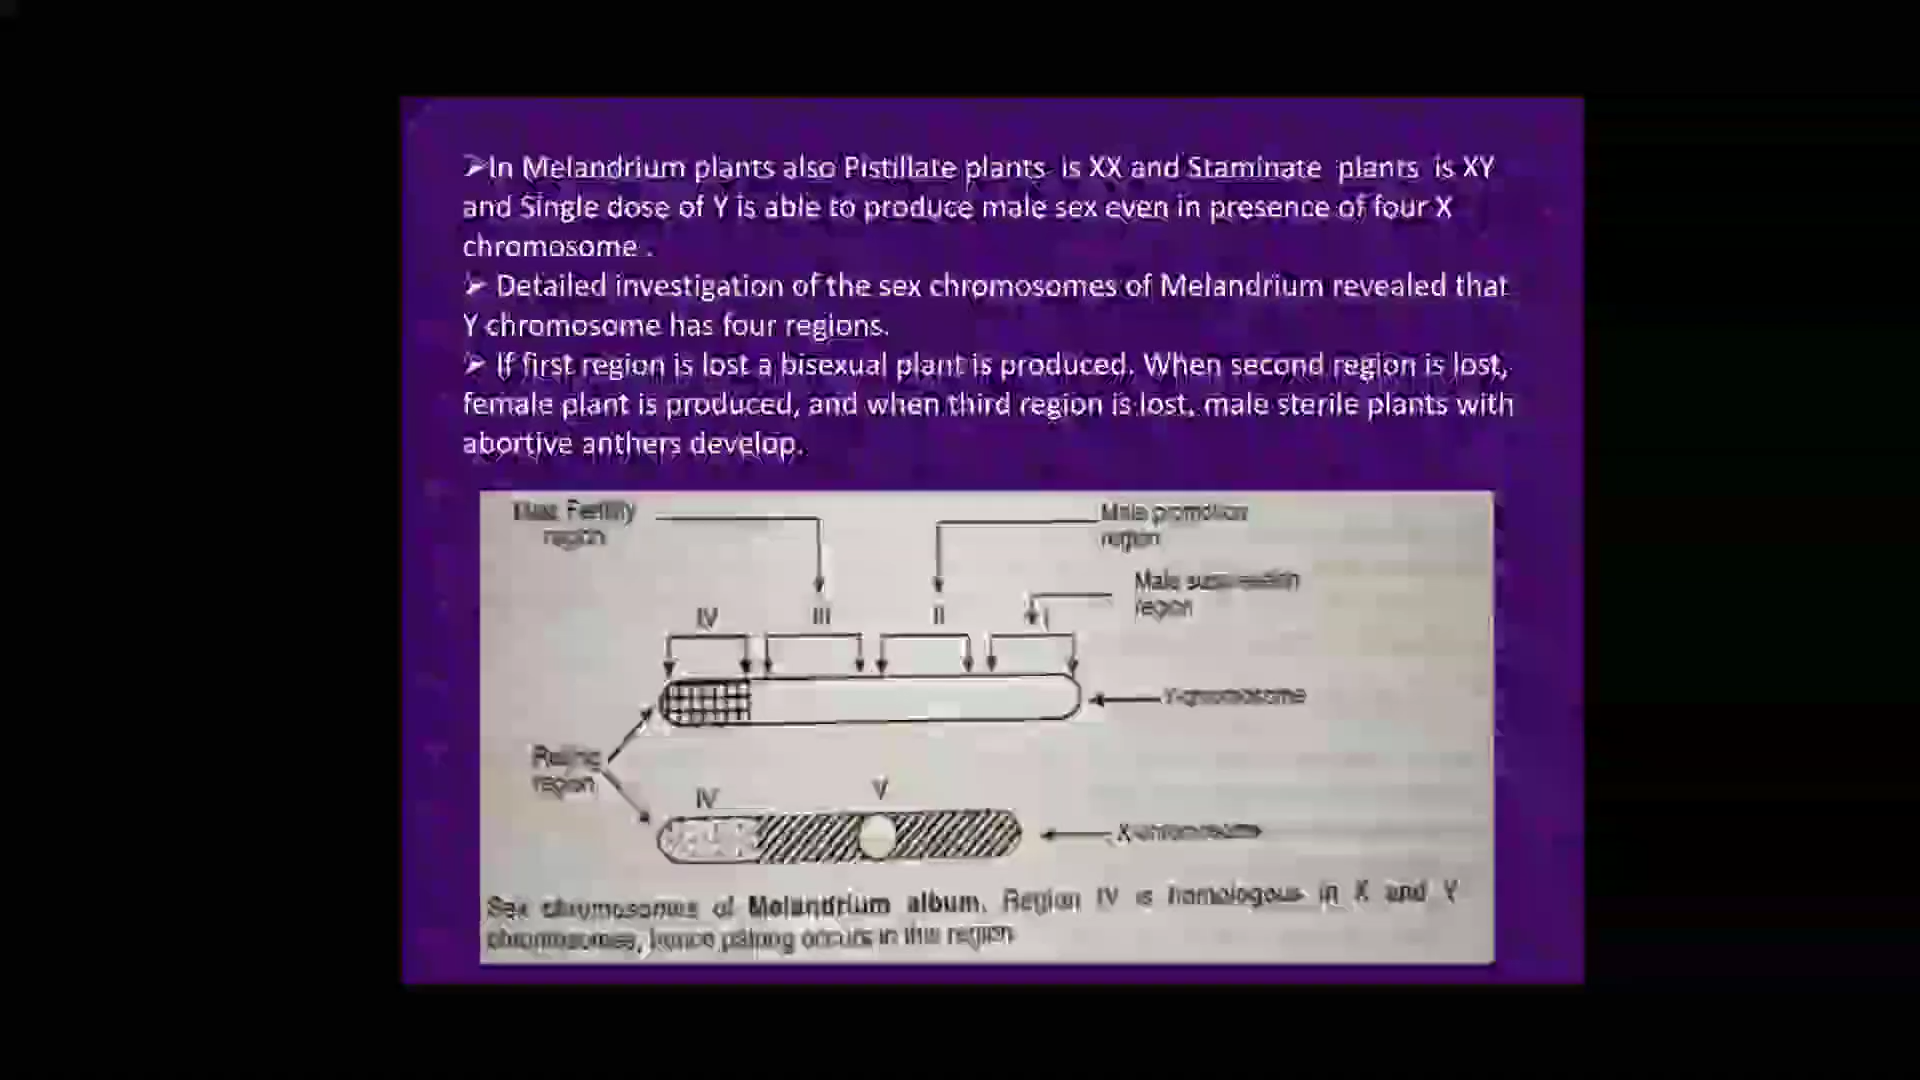 ➢In Melandrium plants also Pistillate plants is XX and Staminate plants is XY
and Single dose of Y is able to produce male sex even in presence of four X
chromosome .
➢ Detailed investigation of the sex chromosomes of Melandrium revealed that
Y chromosome has four regions.
➢ If first region is lost a bisexual plant is produced. When second region is lost,
female plant is produced, and when third region is lost, male sterile plants with
abortive anthers develop.
Fertility
region
Male promotion
region
Male
region
IV
III
II
I
Y-chromosome
region
IV
V
X-chromosome
Sex chromosomes of Melandrium album. Region IV is homologous in X and Y
chromosomes, hence pairing occurs in this region